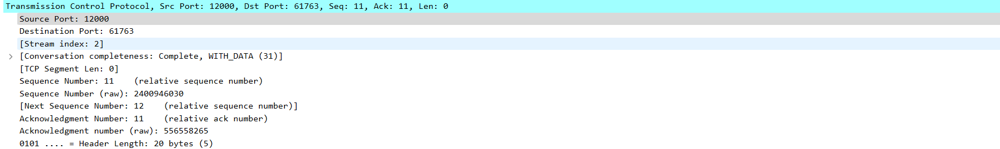 Transmission Control Protocol, Src Port: 12000, Dst Port: 61763, Seq: 11, Ack: 11, Len: 0
Source Port: 12000
Destination Port: 61763
[Stream index: 2]
[Conversation completeness: Complete, WITH_DATA (31)]
[TCP Segment Len: 0]
Sequence Number: 11    (relative sequence number)
Sequence Number (raw): 2400946030
[Next Sequence Number: 12    (relative sequence number)]
Acknowledgment Number: 11    (relative ack number)
Acknowledgment number (raw): 556558265
0101 .... = Header Length: 20 bytes (5)